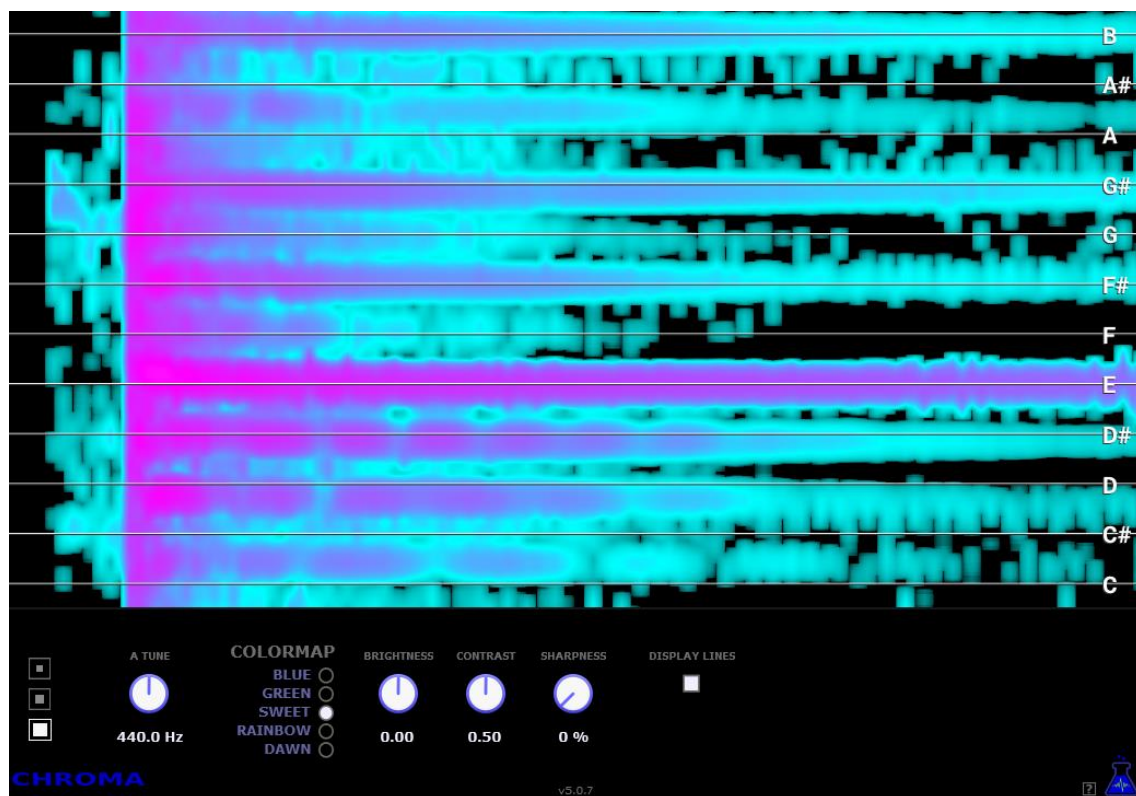 B
A#
A
G#
G
F#
F
E
D#
D
C#
C
A TUNE
440.0 Hz
COLORMAP
BLUE
GREEN
SWEET
RAINBOW
DAWN
BRIGHTNESS
0.00
CONTRAST
0.50
SHARPNESS
0 %
DISPLAY LINES
CHROMA
v5.0.7
?